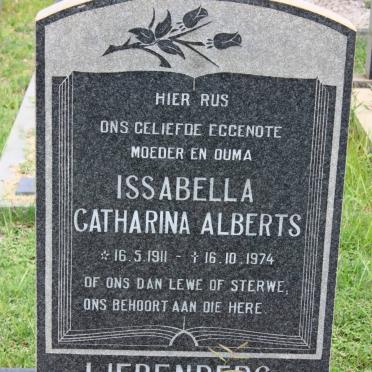 HIER RUS
ONS GELIEFDE EGGENOTE
MOEDER EN OUMA
ISSABELLA
CATHARINA ALBERTS
* 16.5.1911 - † 16.10.1974
OF ONS DAN LEWE OF STERWE,
ONS BEHOORT AAN DIE HERE
LIEBENBERG